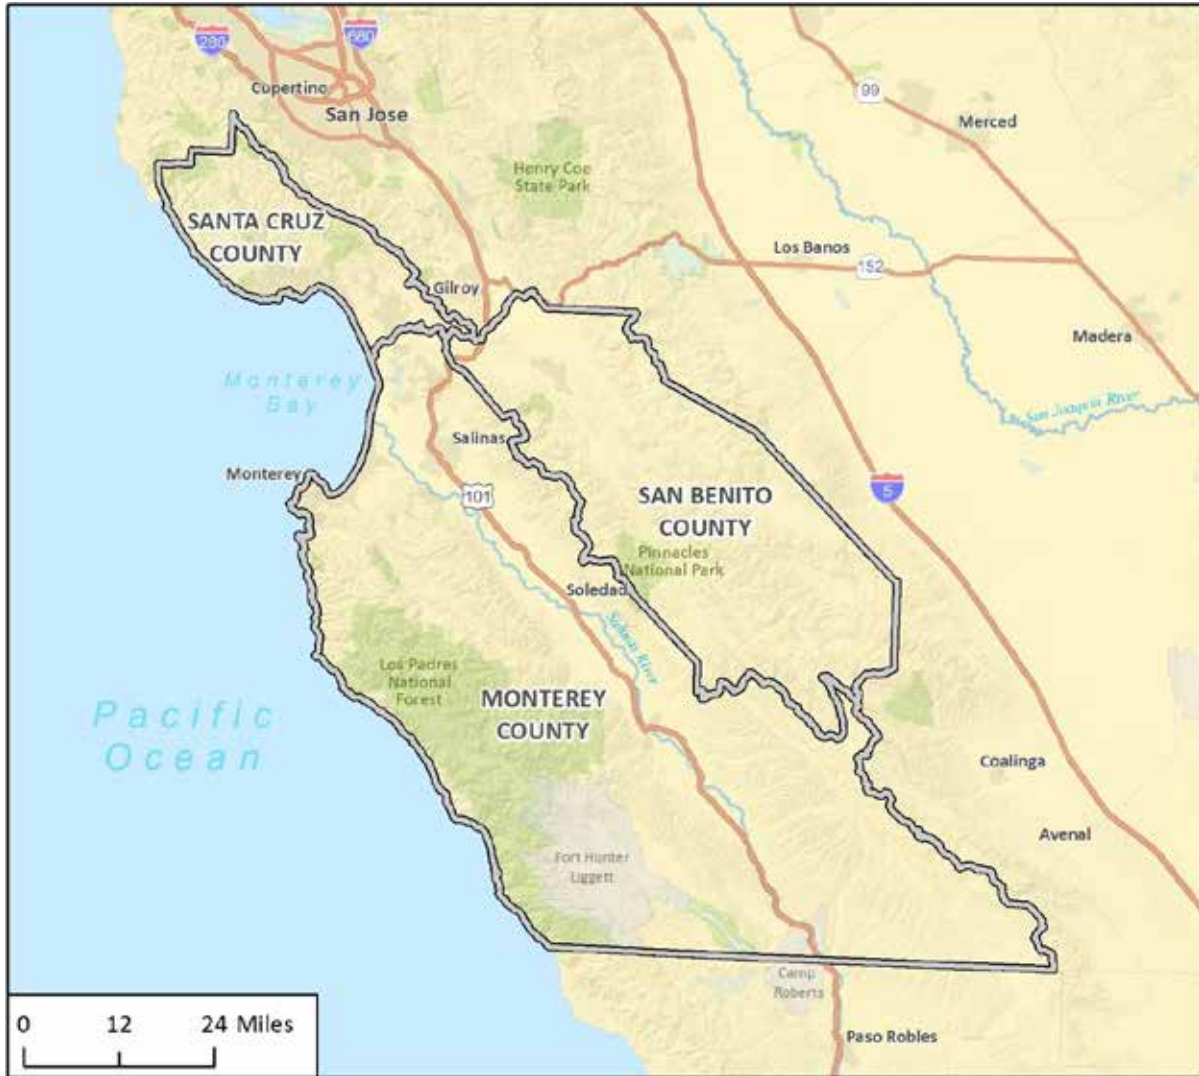 280
680
Cupertino
San Jose
99
Merced
Henry Coe
State Park
SANTA CRUZ
COUNTY
Los Banos
152
Gilroy
Madera
Monterey
Bay
San Joaquin River
Salinas
Monterey
101
SAN BENITO
COUNTY
5
Pinnacles
National Park
Soledad
Salinas River
Los Padres
National
Forest
MONTEREY
COUNTY
Pacific
Ocean
Coalinga
Avenal
Fort Hunter
Liggett
Camp
Roberts
Paso Robles
0 12 24 Miles